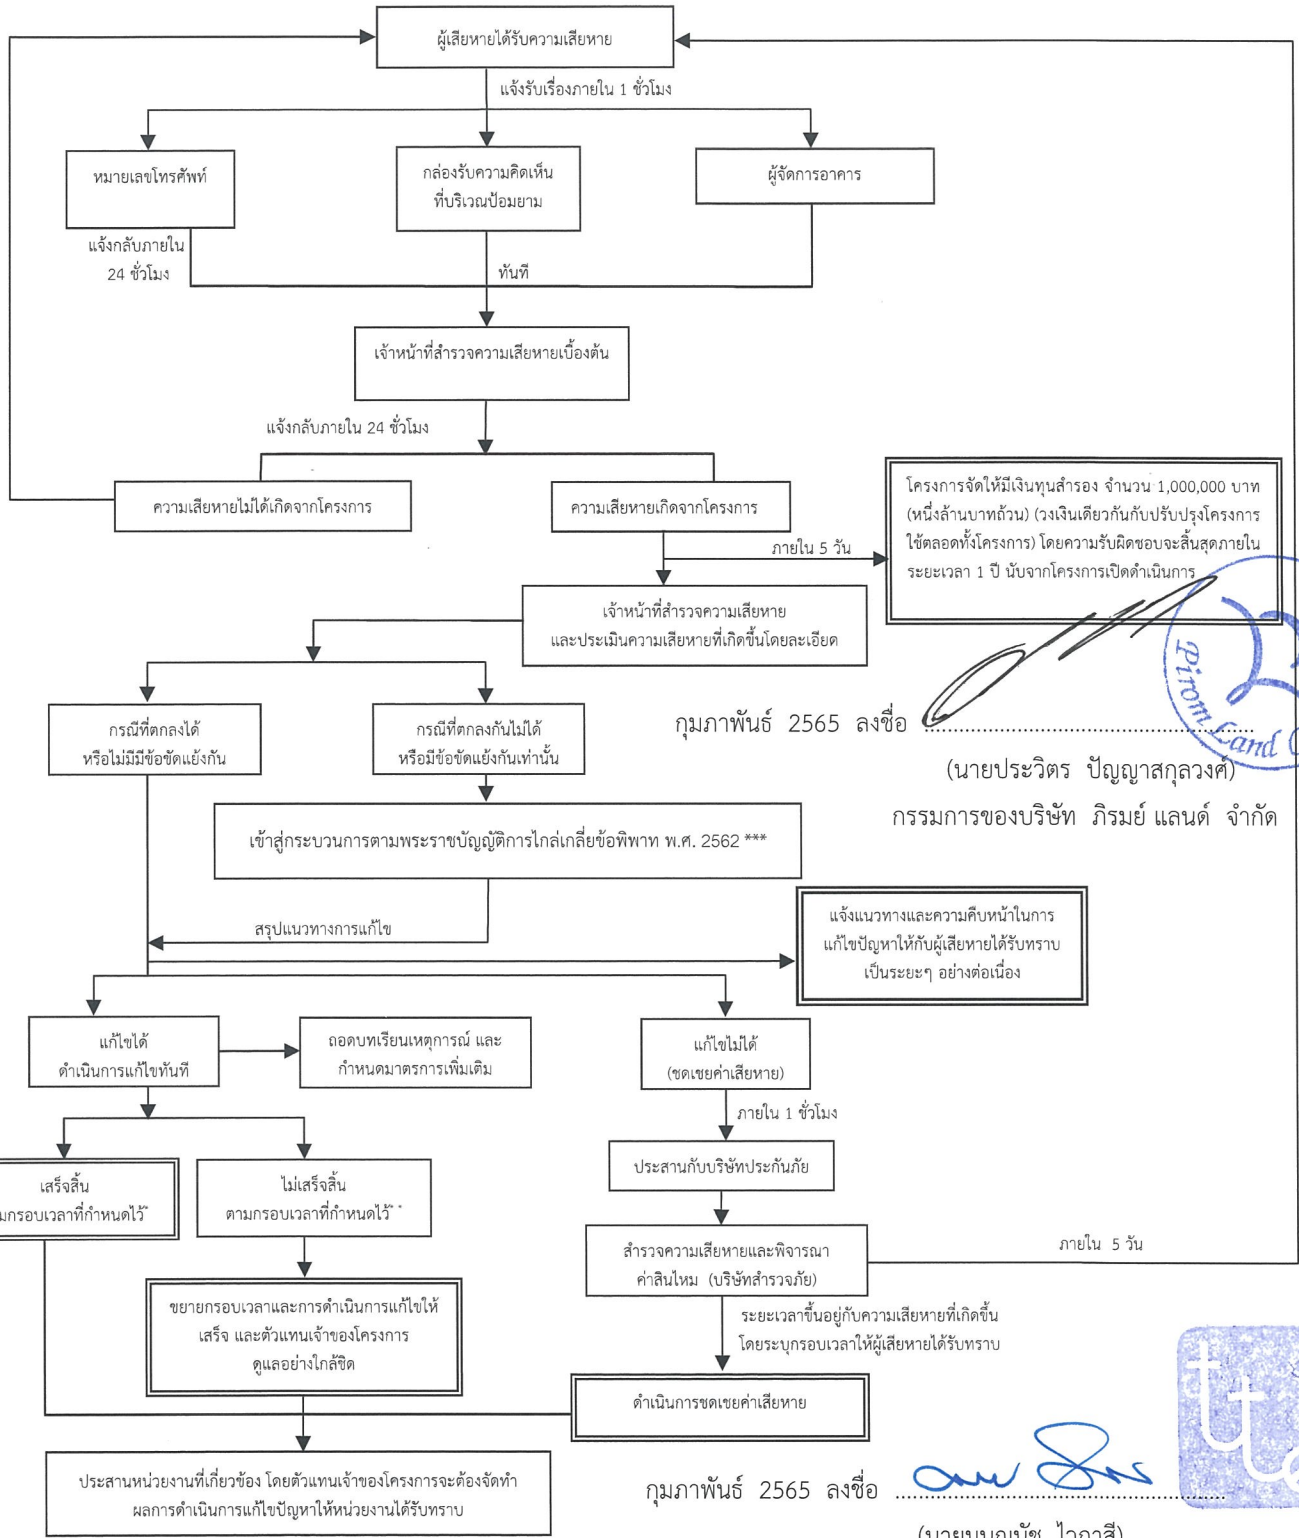 ผู้เสียหายได้รับความเสียหาย
แจ้งรับเรื่องภายใน 1 ชั่วโมง
หมายเลขโทรศัพท์
กล่องรับความคิดเห็น
ที่บริเวณป้อมยาม
ผู้จัดการอาคาร
แจ้งกลับภายใน
24 ชั่วโมง
ทันที
เจ้าหน้าที่สำรวจความเสียหายเบื้องต้น
แจ้งกลับภายใน 24 ชั่วโมง
ความเสียหายไม่ได้เกิดจากโครงการ
ความเสียหายเกิดจากโครงการ
โครงการจัดให้มีเงินทุนสำรอง จำนวน 1,000,000 บาท
(หนึ่งล้านบาทถ้วน) (วงเงินเดียวกันกับปรับปรุงโครงการ
ใช้ตลอดทั้งโครงการ) โดยความรับผิดชอบจะสิ้นสุดภายใน
ระยะเวลา 1 ปี นับจากโครงการเปิดดำเนินการ
ภายใน 5 วัน
เจ้าหน้าที่สำรวจความเสียหาย
และประเมินความเสียหายที่เกิดขึ้นโดยละเอียด
กรณีที่ตกลงได้
หรือไม่มีมีข้อขัดแย้งกัน
กรณีที่ตกลงกันไม่ได้
หรือมีข้อขัดแย้งกันเท่านั้น
Pirom Land
กุมภาพันธ์ 2565 ลงชื่อ
(นายประวิตร ปัญญาสกุลวงศ์)
กรรมการของบริษัท ภิรมย์ แลนด์ จำกัด
เข้าสู่กระบวนการตามพระราชบัญญัติการไกล่เกลี่ยข้อพิพาท พ.ศ. 2562 ***
สรุปแนวทางการแก้ไข
แจ้งแนวทางและความคืบหน้าในการ
แก้ไขปัญหาให้กับผู้เสียหายได้รับทราบ
เป็นระยะๆ อย่างต่อเนื่อง
แก้ไขได้
ดำเนินการแก้ไขทันที
ถอดบทเรียนเหตุการณ์ และ
กำหนดมาตรการเพิ่มเติม
แก้ไขไม่ได้
(ชดเชยค่าเสียหาย)
ภายใน 1 ชั่วโมง
เสร็จสิ้น
มกรอบเวลาที่กำหนดไว้*
ไม่เสร็จสิ้น
ตามกรอบเวลาที่กำหนดไว้**
ประสานกับบริษัทประกันภัย
สำรวจความเสียหายและพิจารณา
ค่าสินไหม (บริษัทสำรวจภัย)
ภายใน 5 วัน
ขยายกรอบเวลาและการดำเนินการแก้ไขให้
เสร็จ และตัวแทนเจ้าของโครงการ
ดูแลอย่างใกล้ชิด
ระยะเวลาขึ้นอยู่กับความเสียหายที่เกิดขึ้น
โดยระบุกรอบเวลาให้ผู้เสียหายได้รับทราบ
ดำเนินการชดเชยค่าเสียหาย
ประสานหน่วยงานที่เกี่ยวข้อง โดยตัวแทนเจ้าของโครงการจะต้องจัดทำ
ผลการดำเนินการแก้ไขปัญหาให้หน่วยงานได้รับทราบ
กุมภาพันธ์ 2565 ลงชื่อ